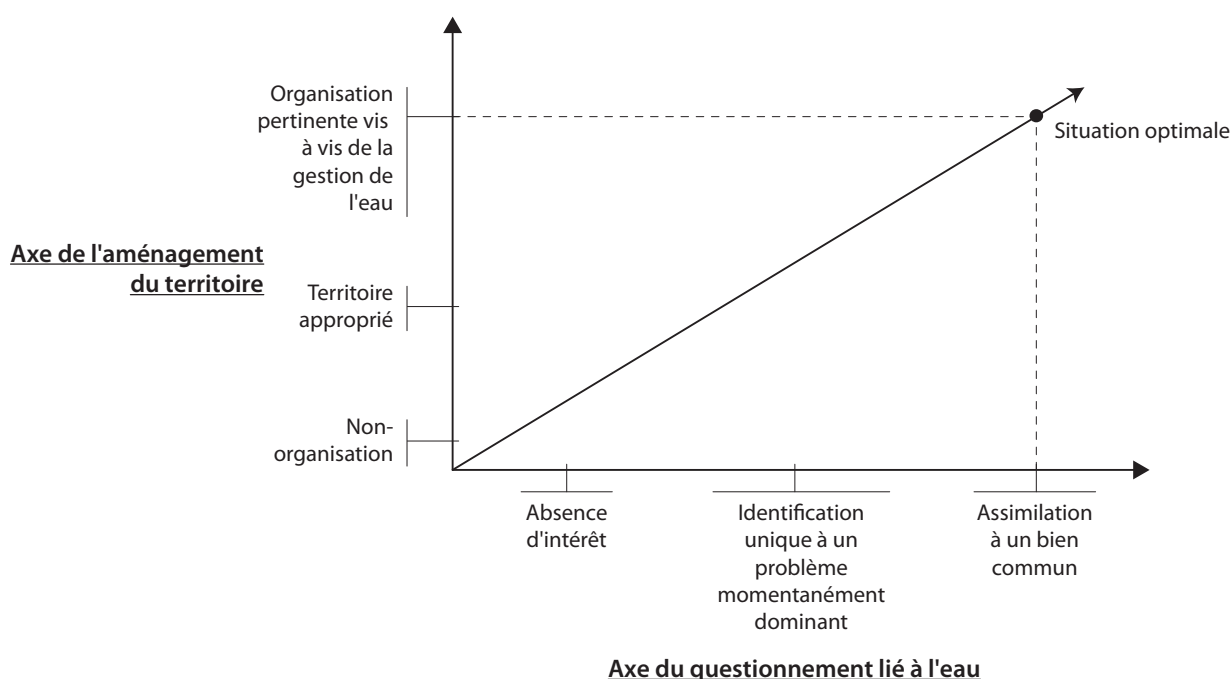 Organisation
pertinente vis
à vis de la
gestion de
l'eau
Situation optimale
Axe de l'aménagement
du territoire
Territoire
approprié
Non-
organisation
Absence
d'intérêt
Identification
unique à un
problème
momentanément
dominant
Assimilation
à un bien
commun
Axe du questionnement lié à l'eau